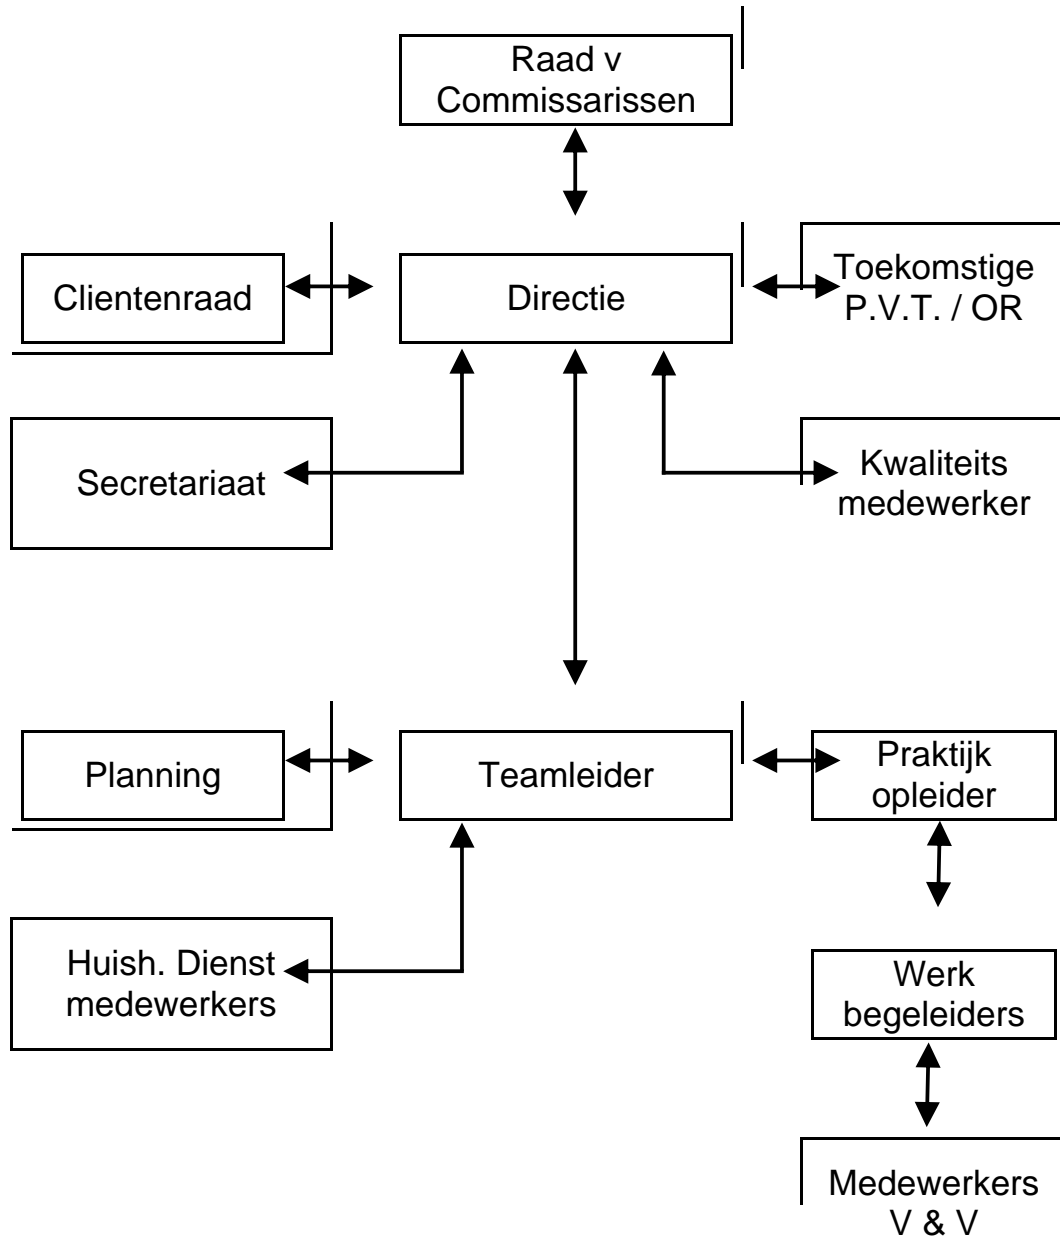 Raad v
Commissarissen
Clientenraad
Directie
Toekomstige
P.V.T. / OR
Secretariaat
Kwaliteits
medewerker
Planning
Teamleider
Praktijk
opleider
Huish. Dienst
medewerkers
Werk
begeleiders
Medewerkers
V & V